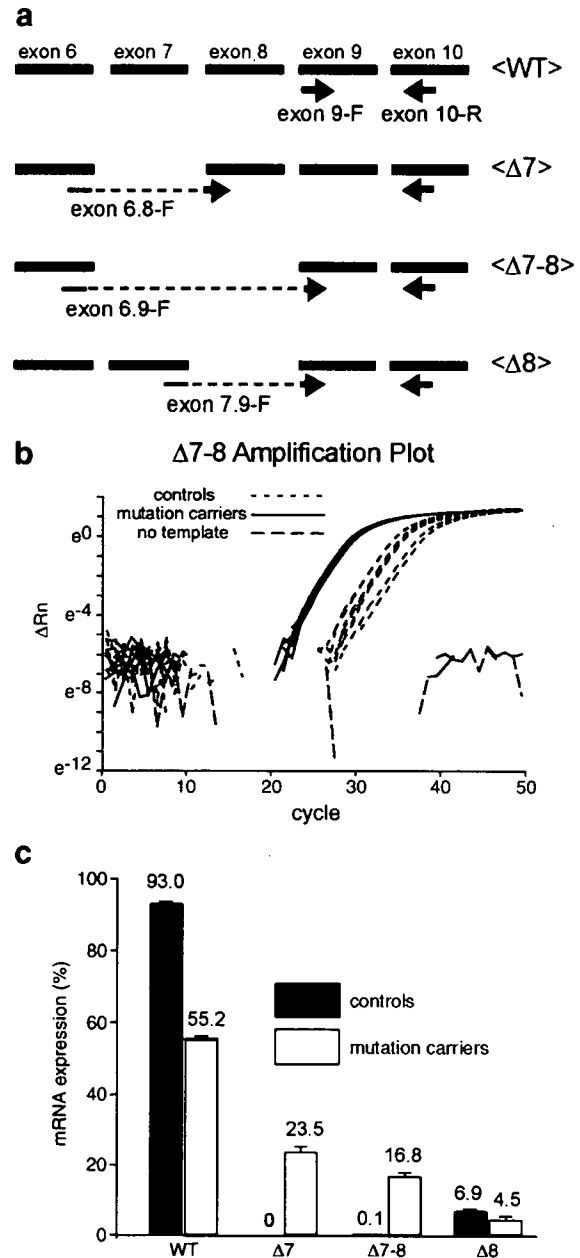 a
exon 6 exon 7 exon 8 exon 9 exon 10
<WT>
exon 9-F exon 10-R
<Δ7>
exon 6.8-F
<Δ7-8>
exon 6.9-F
<Δ8>
exon 7.9-F
b
Δ7-8 Amplification Plot
controls
mutation carriers
no template
ΔRn
e0
e-4
e-8
e-12
0 10 20 30 40 50
cycle
c
mRNA expression (%)
100
80
60
40
20
0
93.0
55.2
controls
mutation carriers
0 23.5
0.1 16.8
6.9 4.5
WT Δ7 Δ7-8 Δ8